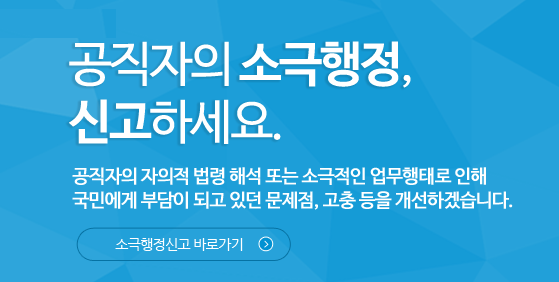 공직자의 소극행정,
신고하세요.
공직자의 자의적 법령 해석 또는 소극적인 업무행태로 인해
국민에게 부담이 되고 있던 문제점, 고충 등을 개선하겠습니다.
소극행정신고 바로가기